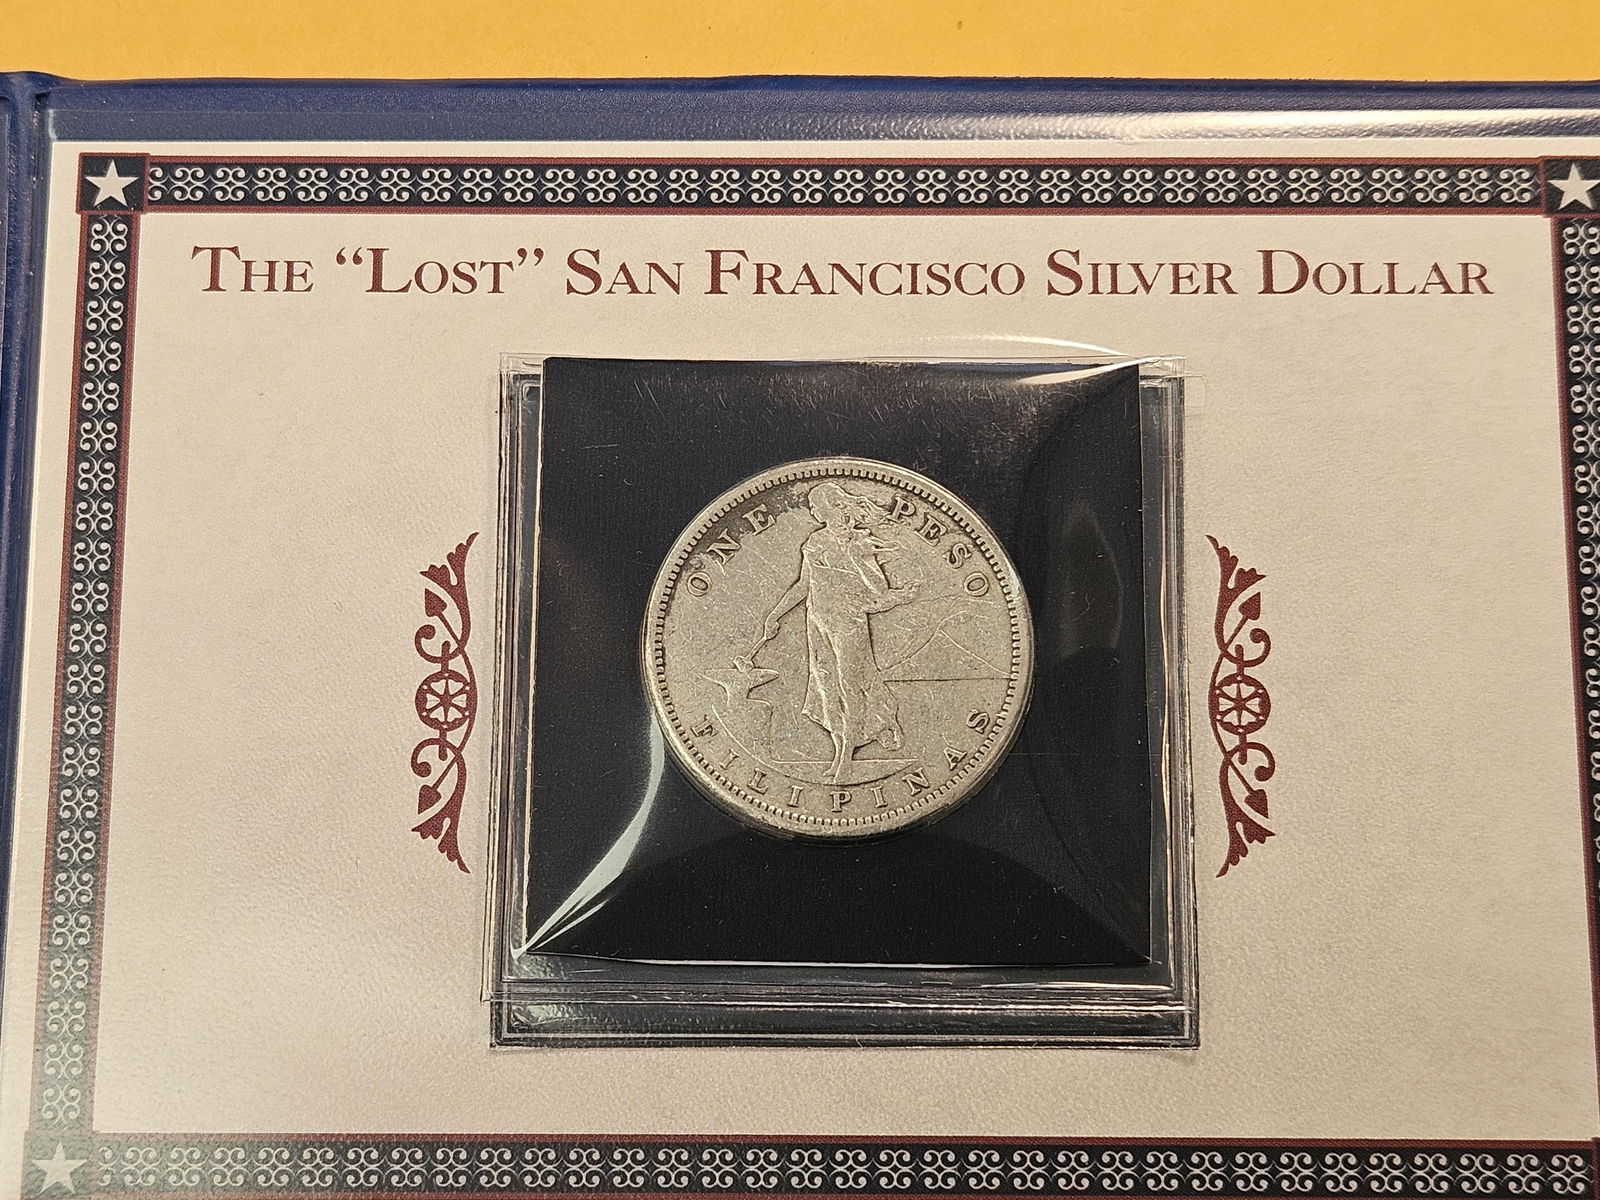 THE “LOST” SAN FRANCISCO SILVER DOLLAR
ONE PESO
FILIPINAS